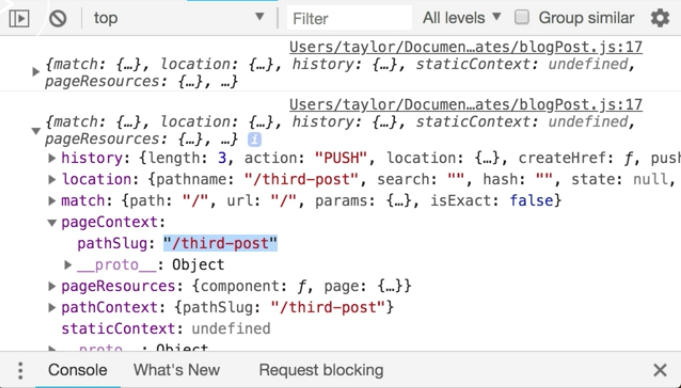 top Filter All levels Group similar
Users/taylor/Documen…ates/blogPost.js:17
{match: {…}, location: {…}, history: {…}, staticContext: undefined,
pageResources: {…}, …}
Users/taylor/Documen…ates/blogPost.js:17
{match: {…}, location: {…}, history: {…}, staticContext: undefined,
pageResources: {…}, …} i
history: {length: 3, action: "PUSH", location: {…}, createHref: ƒ, push
location: {pathname: "/third-post", search: "", hash: "", state: null,
match: {path: "/", url: "/", params: {…}, isExact: false}
pageContext:
pathSlug: "/third-post"
__proto__: Object
pageResources: {component: ƒ, page: {…}}
pathContext: {pathSlug: "/third-post"}
staticContext: undefined
__proto__: Object
Console What's New Request blocking